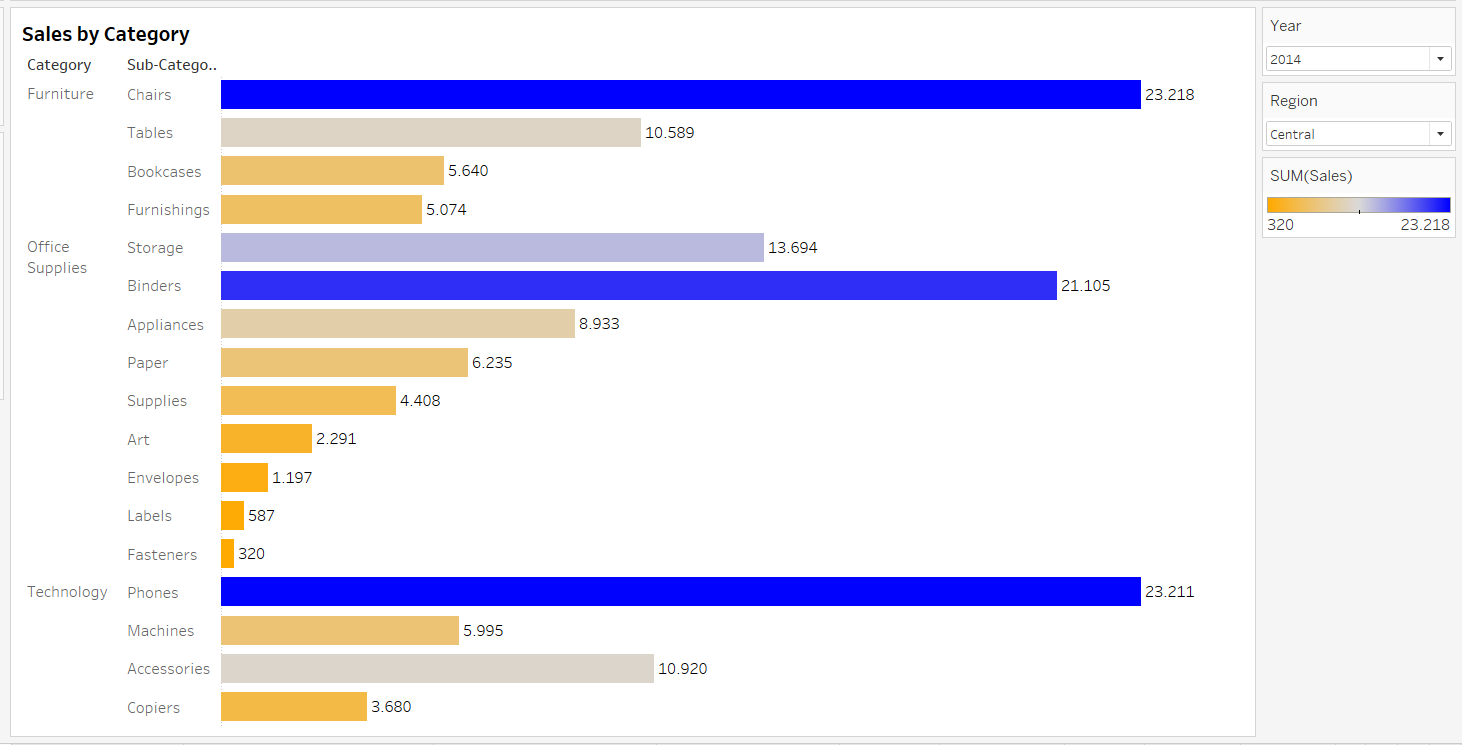 Sales by Category
Category Sub-Catego..
Furniture Chairs 23.218
Tables 10.589
Bookcases 5.640
Furnishings 5.074
Office Supplies Storage 13.694
Binders 21.105
Appliances 8.933
Paper 6.235
Supplies 4.408
Art 2.291
Envelopes 1.197
Labels 587
Fasteners 320
Technology Phones 23.211
Machines 5.995
Accessories 10.920
Copiers 3.680
Year
2014
Region
Central
SUM(Sales)
320 23.218